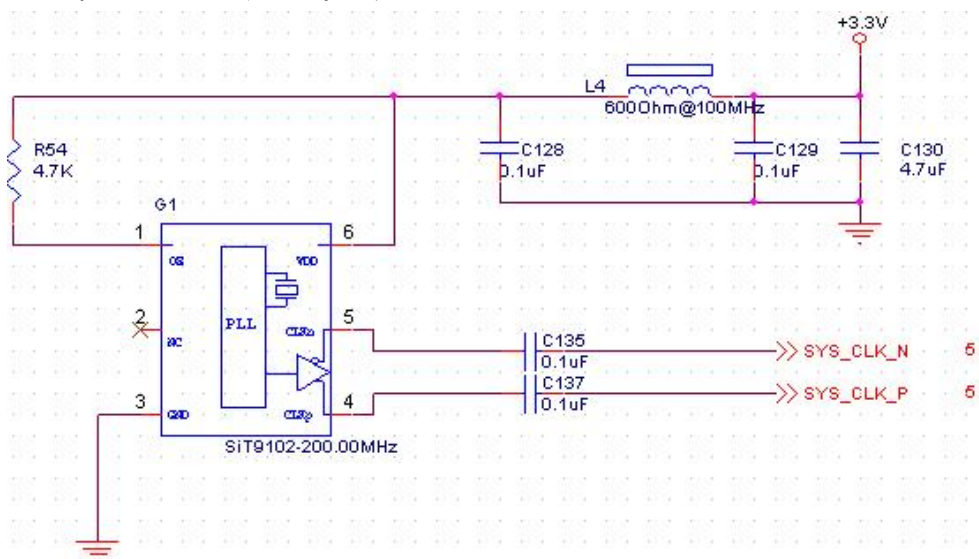 +3.3V
L4
600Ohm@100MHz
R54
4.7K
C128
0.1uF
C129
0.1uF
C130
4.7uF
G1
1
6
OE
VDD
2
5
PLL
NC
CLKn
C135
0.1uF
SYS_CLK_N 5
C137
0.1uF
SYS_CLK_P 5
3
4
GND
CLKp
SiT9102-200.00MHz